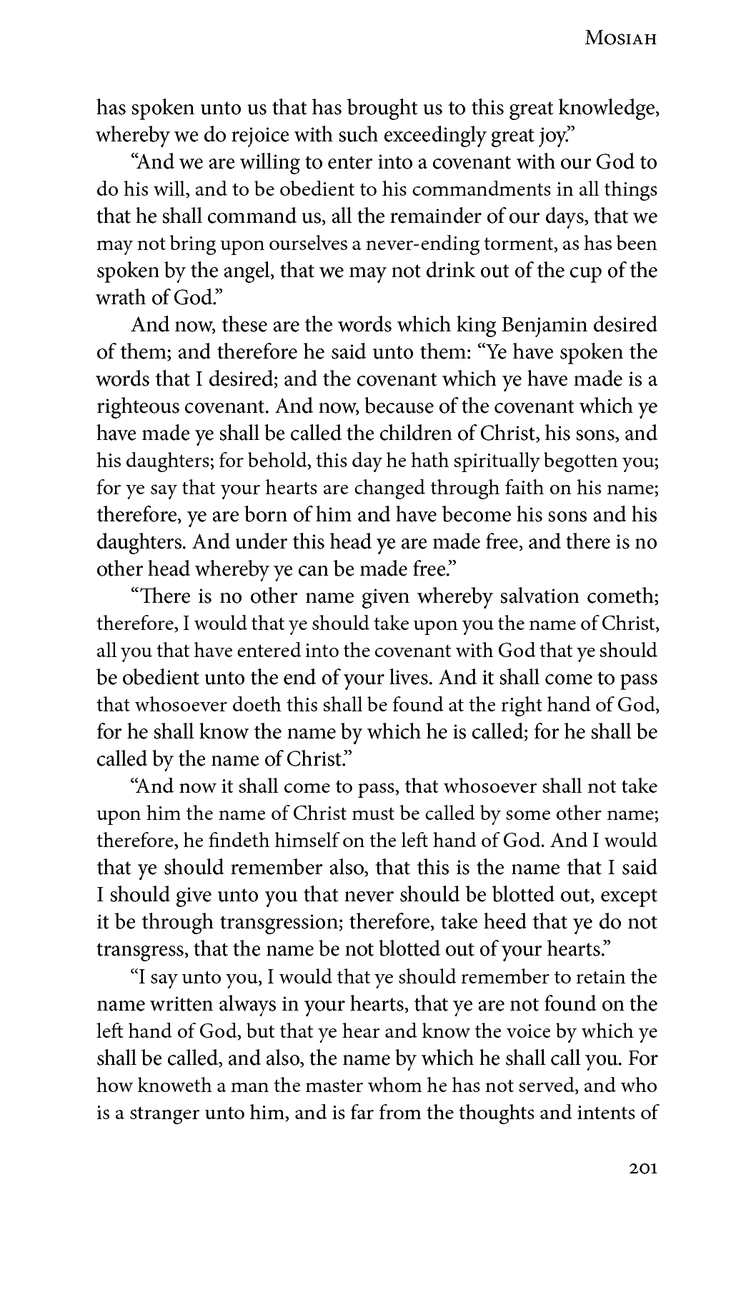 Mosiah
has spoken unto us that has brought us to this great knowledge,
whereby we do rejoice with such exceedingly great joy.”
“And we are willing to enter into a covenant with our God to
do his will, and to be obedient to his commandments in all things
that he shall command us, all the remainder of our days, that we
may not bring upon ourselves a never-ending torment, as has been
spoken by the angel, that we may not drink out of the cup of the
wrath of God.”
And now, these are the words which king Benjamin desired
of them; and therefore he said unto them: “Ye have spoken the
words that I desired; and the covenant which ye have made is a
righteous covenant. And now, because of the covenant which ye
have made ye shall be called the children of Christ, his sons, and
his daughters; for behold, this day he hath spiritually begotten you;
for ye say that your hearts are changed through faith on his name;
therefore, ye are born of him and have become his sons and his
daughters. And under this head ye are made free, and there is no
other head whereby ye can be made free.”
“There is no other name given whereby salvation cometh;
therefore, I would that ye should take upon you the name of Christ,
all you that have entered into the covenant with God that ye should
be obedient unto the end of your lives. And it shall come to pass
that whosoever doeth this shall be found at the right hand of God,
for he shall know the name by which he is called; for he shall be
called by the name of Christ.”
“And now it shall come to pass, that whosoever shall not take
upon him the name of Christ must be called by some other name;
therefore, he findeth himself on the left hand of God. And I would
that ye should remember also, that this is the name that I said
I should give unto you that never should be blotted out, except
it be through transgression; therefore, take heed that ye do not
transgress, that the name be not blotted out of your hearts.”
“I say unto you, I would that ye should remember to retain the
name written always in your hearts, that ye are not found on the
left hand of God, but that ye hear and know the voice by which ye
shall be called, and also, the name by which he shall call you. For
how knoweth a man the master whom he has not served, and who
is a stranger unto him, and is far from the thoughts and intents of
201